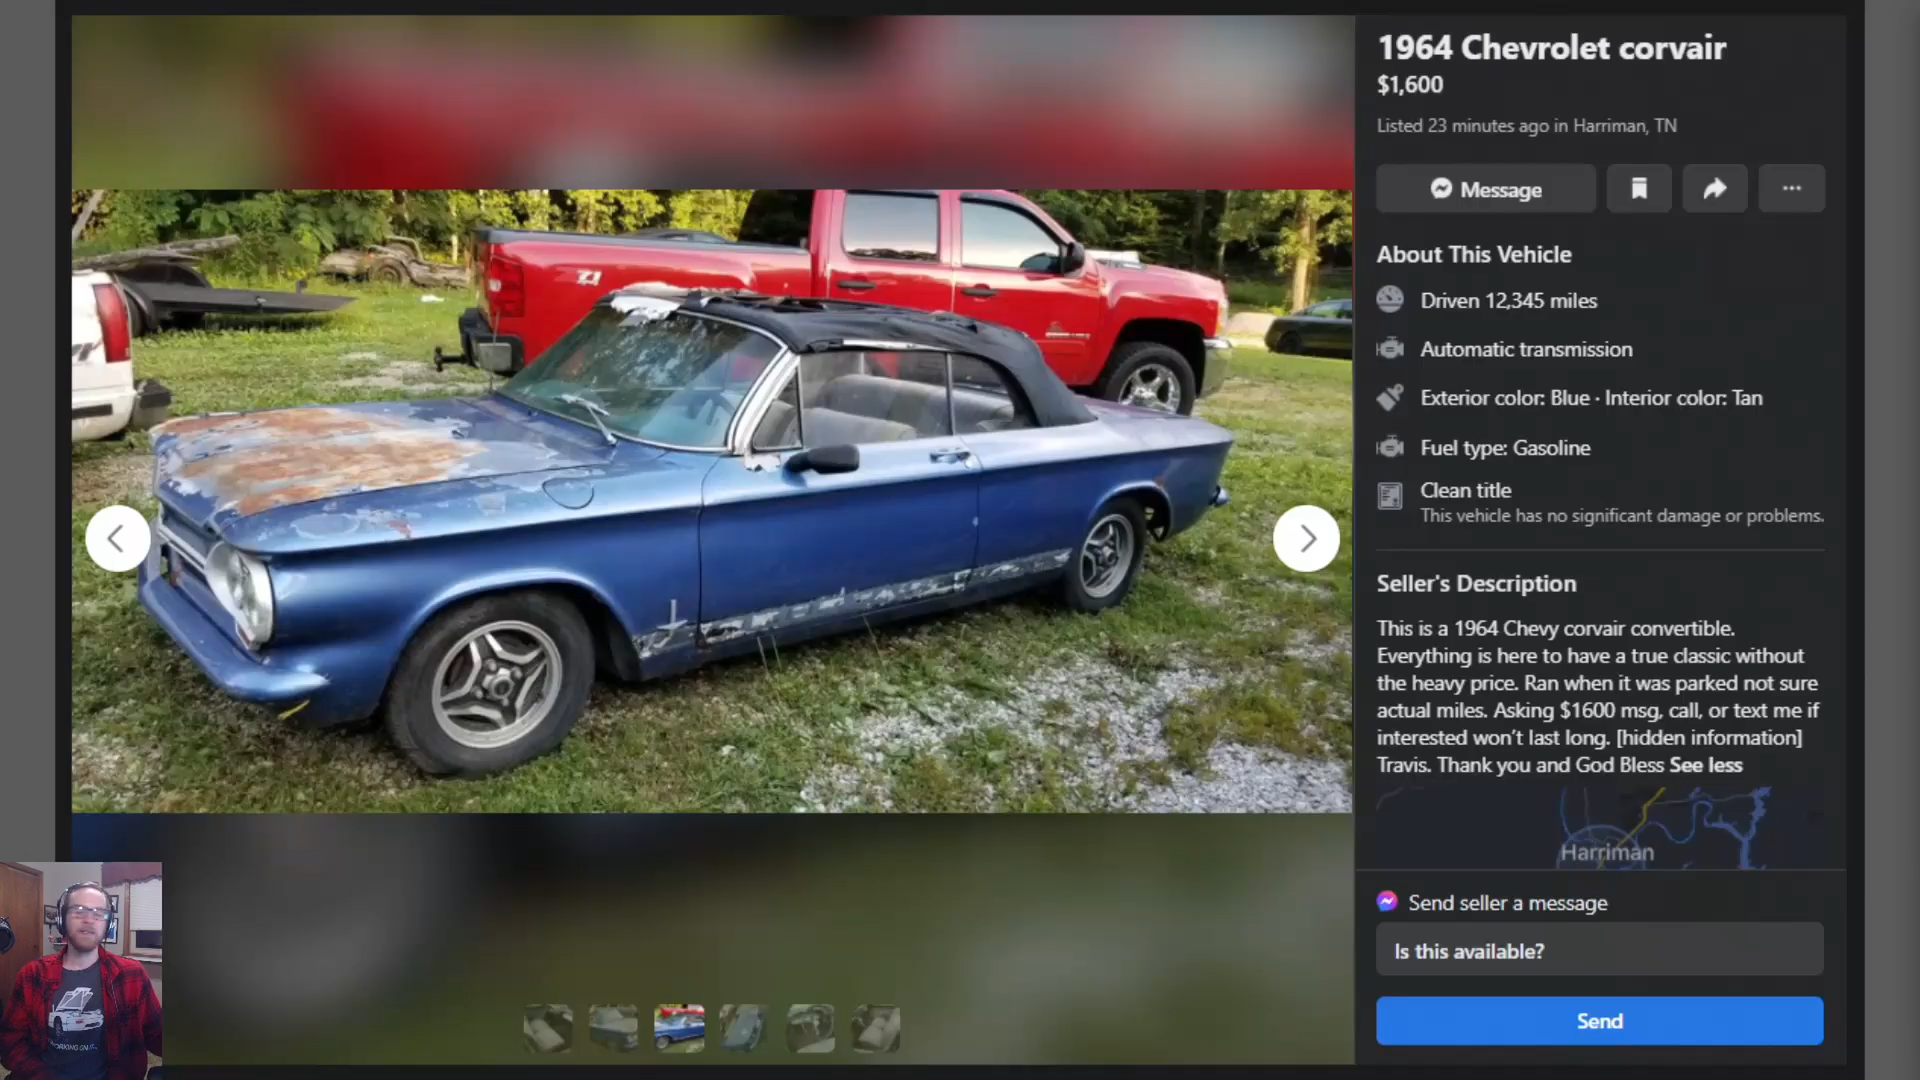 1964 Chevrolet corvair
$1,600
Listed 23 minutes ago in Harriman, TN
Message
About This Vehicle
Driven 12,345 miles
Automatic transmission
Exterior color: Blue · Interior color: Tan
Fuel type: Gasoline
Clean title
This vehicle has no significant damage or problems.
Seller's Description
This is a 1964 Chevy corvair convertible.
Everything is here to have a true classic without
the heavy price. Ran when it was parked not sure
actual miles. Asking $1600 msg, call, or text me if
interested won't last long. [hidden information]
Travis. Thank you and God Bless See less
Harriman
Send seller a message
Is this available?
Send
Z71